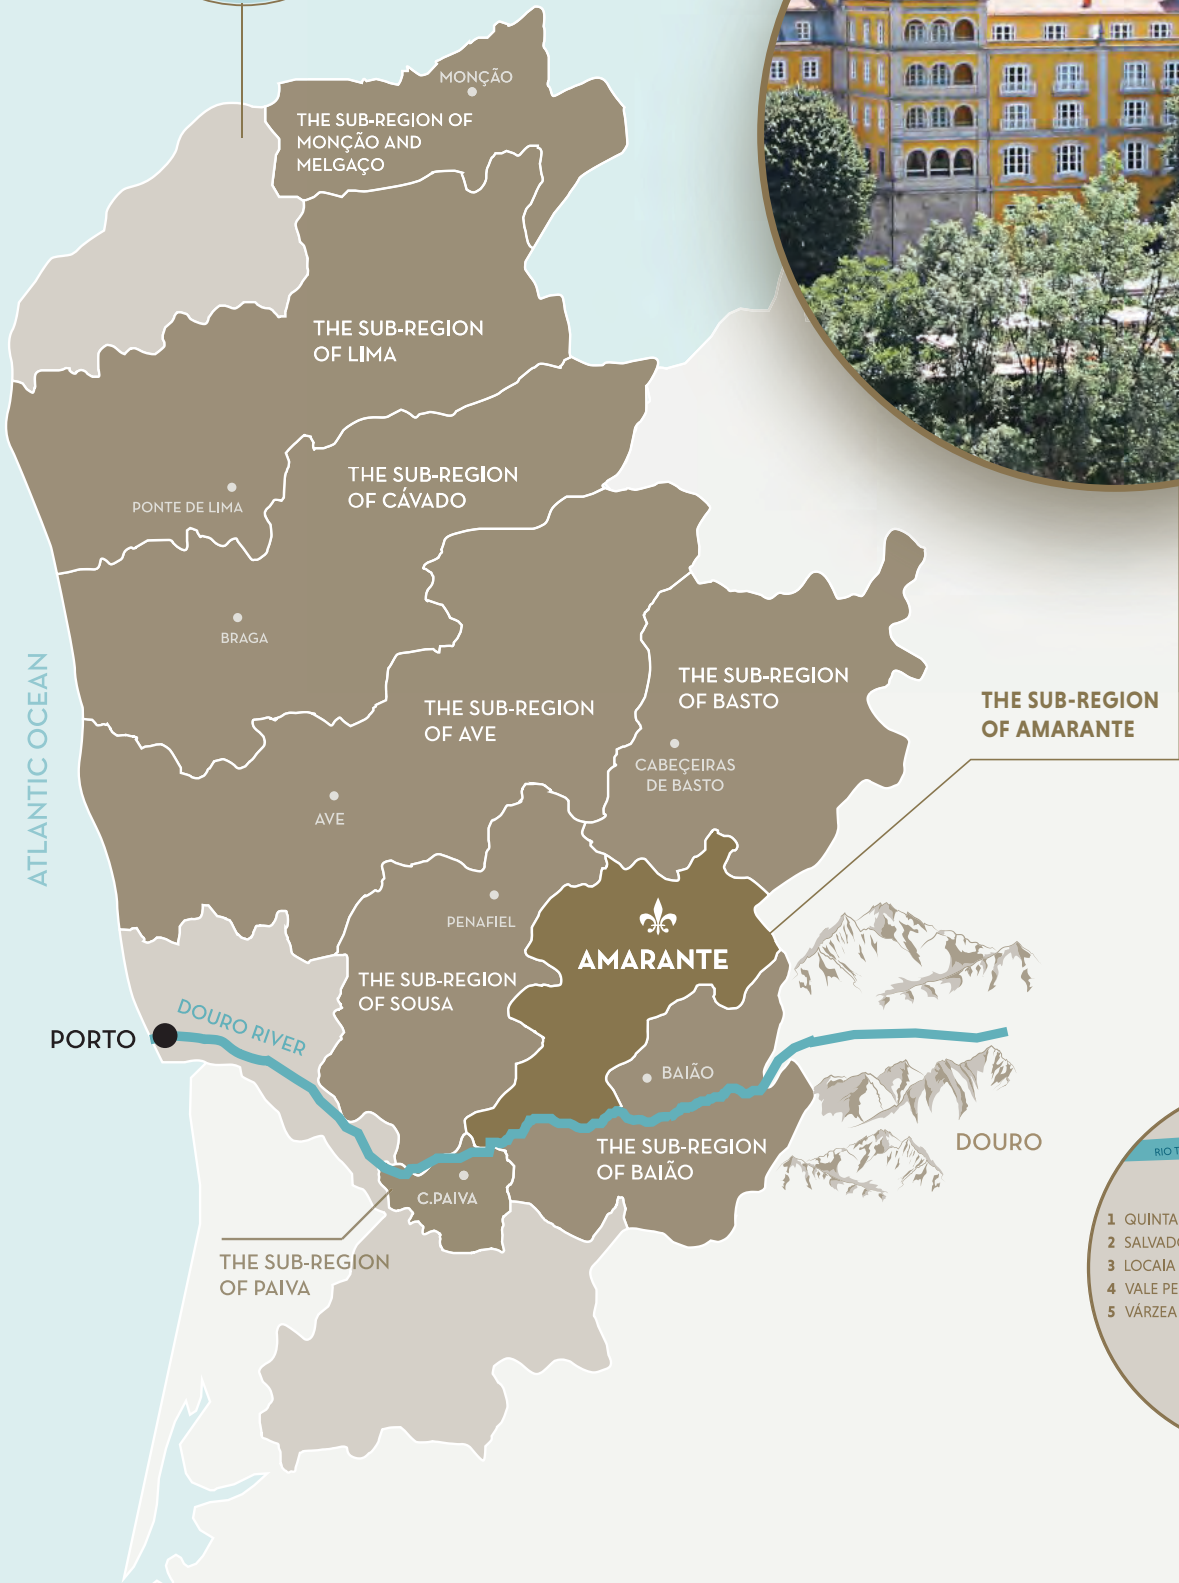 MONÇÃO
THE SUB-REGION OF
MONÇÃO AND
MELGAÇO
THE SUB-REGION
OF LIMA
THE SUB-REGION
OF CÁVADO
PONTE DE LIMA
BRAGA
ATLANTIC OCEAN
THE SUB-REGION
OF AVE
THE SUB-REGION
OF BASTO
THE SUB-REGION
OF AMARANTE
CABEÇEIRAS
DE BASTO
AVE
PENAFIEL
AMARANTE
THE SUB-REGION
OF SOUSA
DOURO RIVER
PORTO
BAIÃO
THE SUB-REGION
OF BAIÃO
DOURO
C.PAIVA
THE SUB-REGION
OF PAIVA
RIO T
1 QUINTA
2 SALVADO
3 LOCAIA
4 VALE PE
5 VÁRZEA